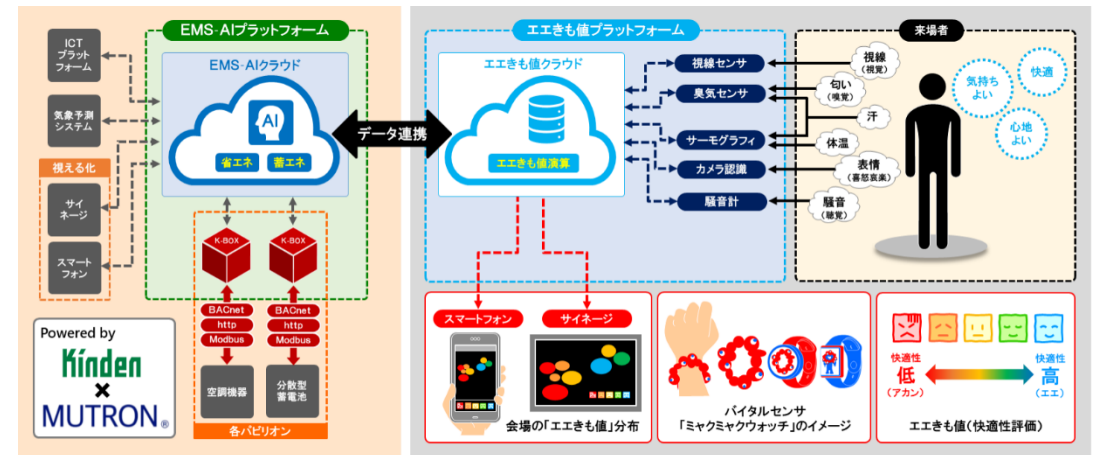 EMS-AIプラットフォーム
ICT
プラット
フォーム
気象予測
システム
視える化
サイ
ネージ
スマート
フォン
EMS-AIクラウド
AI
省エネ
蓄エネ
K-BOX
K-BOX
BACnet
http
Modbus
BACnet
http
Modbus
空調機器
分散型
蓄電池
各パビリオン
Powered by
Kinden
×
MUTRON®
データ連携
エエきも値プラットフォーム
エエきも値クラウド
エエきも値演算
視線センサ
臭気センサ
サーモグラフィ
カメラ認識
騒音計
来場者
視線
(視覚)
匂い
(嗅覚)
汗
体温
表情
(喜怒哀楽)
騒音
(聴覚)
気持ち
よい
快適
心地
よい
スマートフォン
サイネージ
会場の「エエきも値」分布
バイタルセンサ
「ミャクミャクウォッチ」のイメージ
快適性
低
(アカン)
快適性
高
(エエ)
エエきも値(快適性評価)